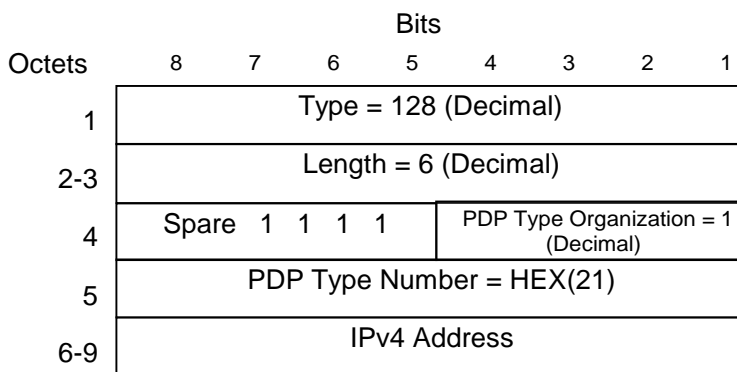 Bits
Octets 8 7 6 5 4 3 2 1
1 Type = 128 (Decimal)
2-3 Length = 6 (Decimal)
4 Spare 1 1 1 1 PDP Type Organization = 1
(Decimal)
5 PDP Type Number = HEX(21)
6-9 IPv4 Address